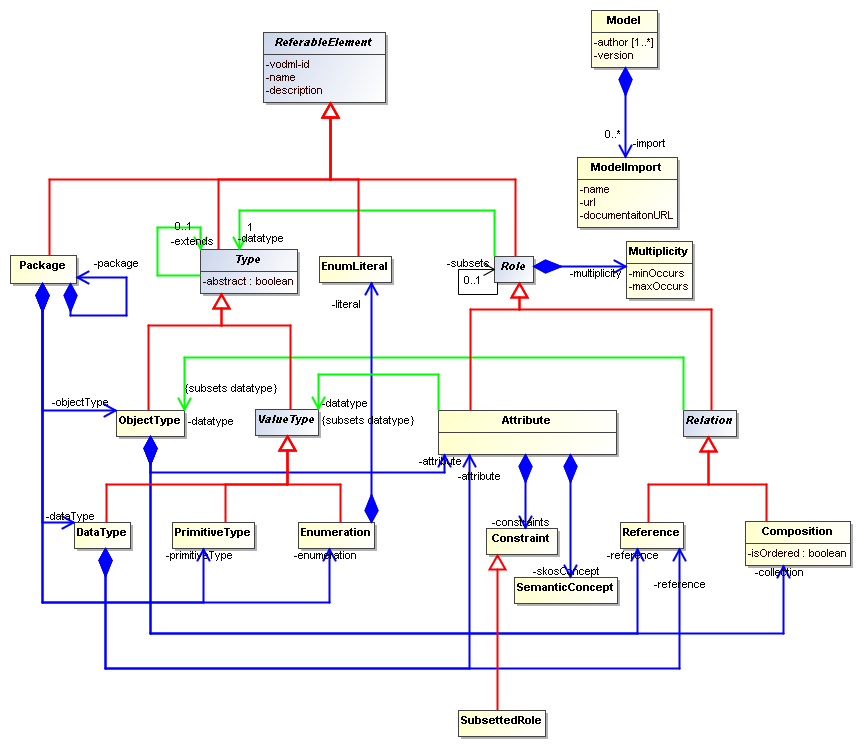 Model
-author [1..*]
-version
ReferableElement
-vodml-id
-name
-description
0..*
-import
ModelImport
-name
-url
-documentaitonURL
0..1
-extends
1
-datatype
Package
-package
Type
-abstract : boolean
EnumLiteral
-literal
-subsets
0..1
Role
-multiplicity
Multiplicity
-minOccurs
-maxOccurs
{subsets datatype}
-objectType
ObjectType
-datatype
ValueType
-datatype
{subsets datatype}
Attribute
Relation
-attribute
-attribute
-dataType
DataType
PrimitiveType
-primitiveType
Enumeration
-enumeration
-constraints
Constraint
-skosConcept
SemanticConcept
Reference
-reference
-reference
Composition
-isOrdered : boolean
-collection
SubsettedRole